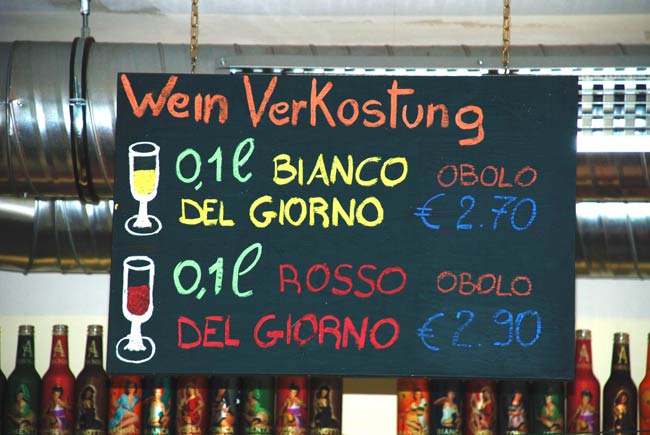 Wein VerKostung
0,1l BIANCO OBOLO
DEL GIORNO € 2.70
0,1l ROSSO OBOLO
DEL GIORNO € 2.90